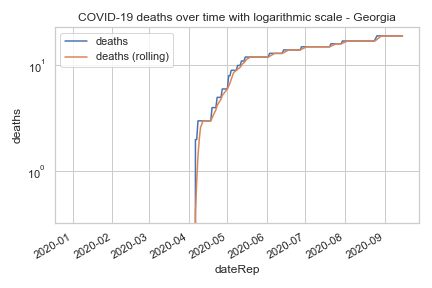 COVID-19 deaths over time with logarithmic scale - Georgia
deaths
deaths (rolling)
10¹
10⁰
deaths
2020-01
2020-02
2020-03
2020-04
2020-05
2020-06
2020-07
2020-08
2020-09
dateRep